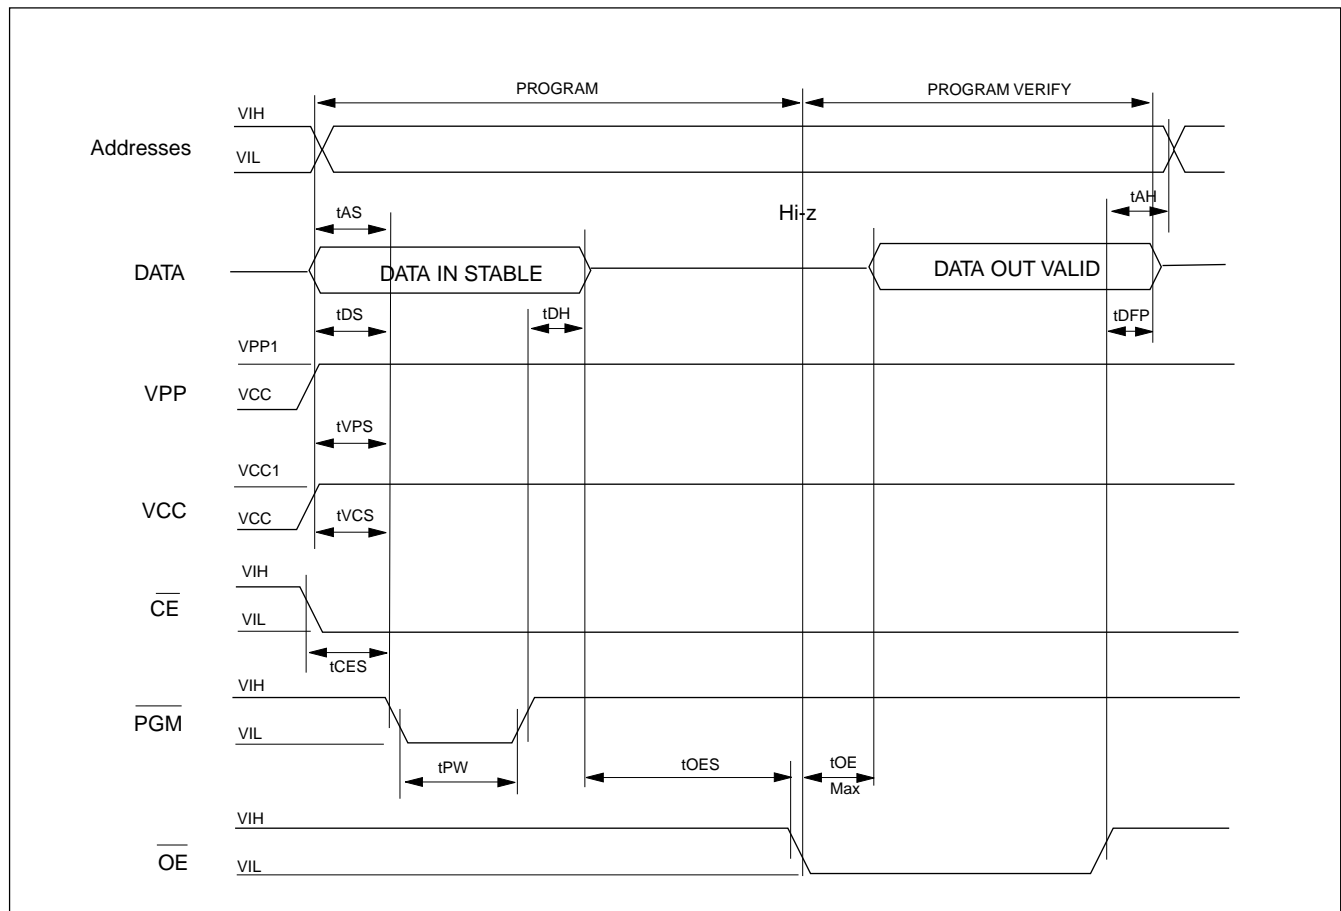 PROGRAM
PROGRAM VERIFY
VIH
Addresses
VIL
tAS
Hi-z
tAH
DATA
DATA IN STABLE
DATA OUT VALID
tDS
tDH
tDFP
VPP1
VPP
VCC
tVPS
VCC1
VCC
VCC
tVCS
VIH
CE
VIL
tCES
VIH
PGM
VIL
tPW
tOES
tOE
Max
VIH
OE
VIL